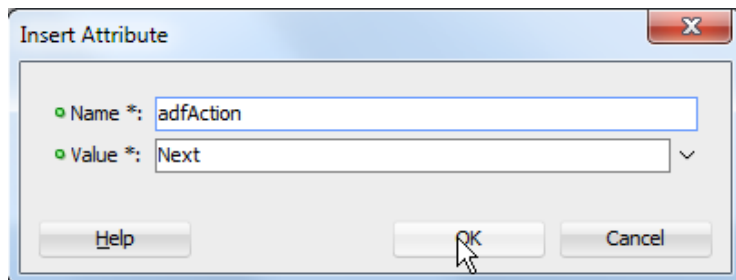 Insert Attribute
Name *: adfAction
Value *: Next
Help OK Cancel